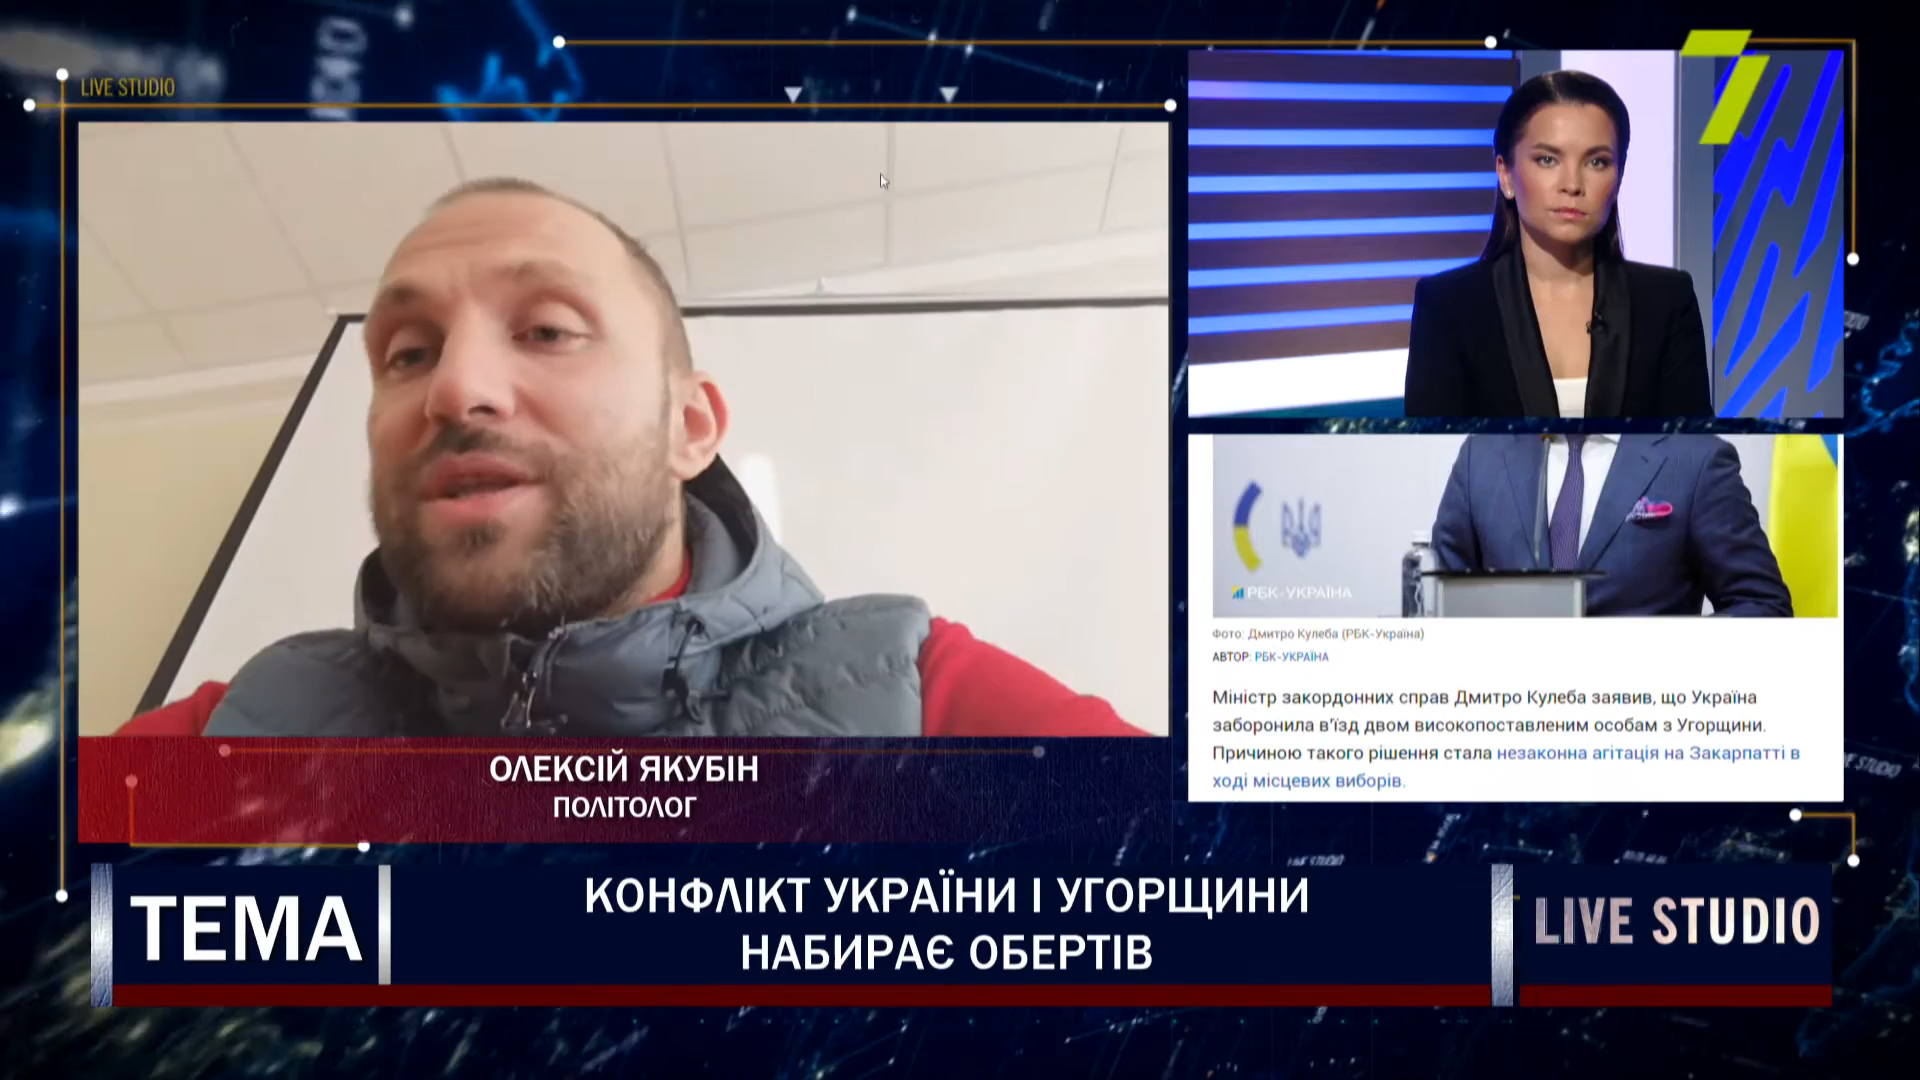 LIVE STUDIO
7
РБК-УКРАЇНА
Фото: Дмитро Кулеба (РБК-Україна)
АВТОР: РБК-УКРАЇНА
Міністр закордонних справ Дмитро Кулеба заявив, що Україна
заборонила в'їзд двом високопоставленим особам з Угорщини.
Причиною такого рішення стала незаконна агітація на Закарпатті в
ході місцевих виборів.
ОЛЕКСІЙ ЯКУБІН
ПОЛІТОЛОГ
ТЕМА
КОНФЛІКТ УКРАЇНИ І УГОРЩИНИ
НАБИРАЄ ОБЕРТІВ
LIVE STUDIO